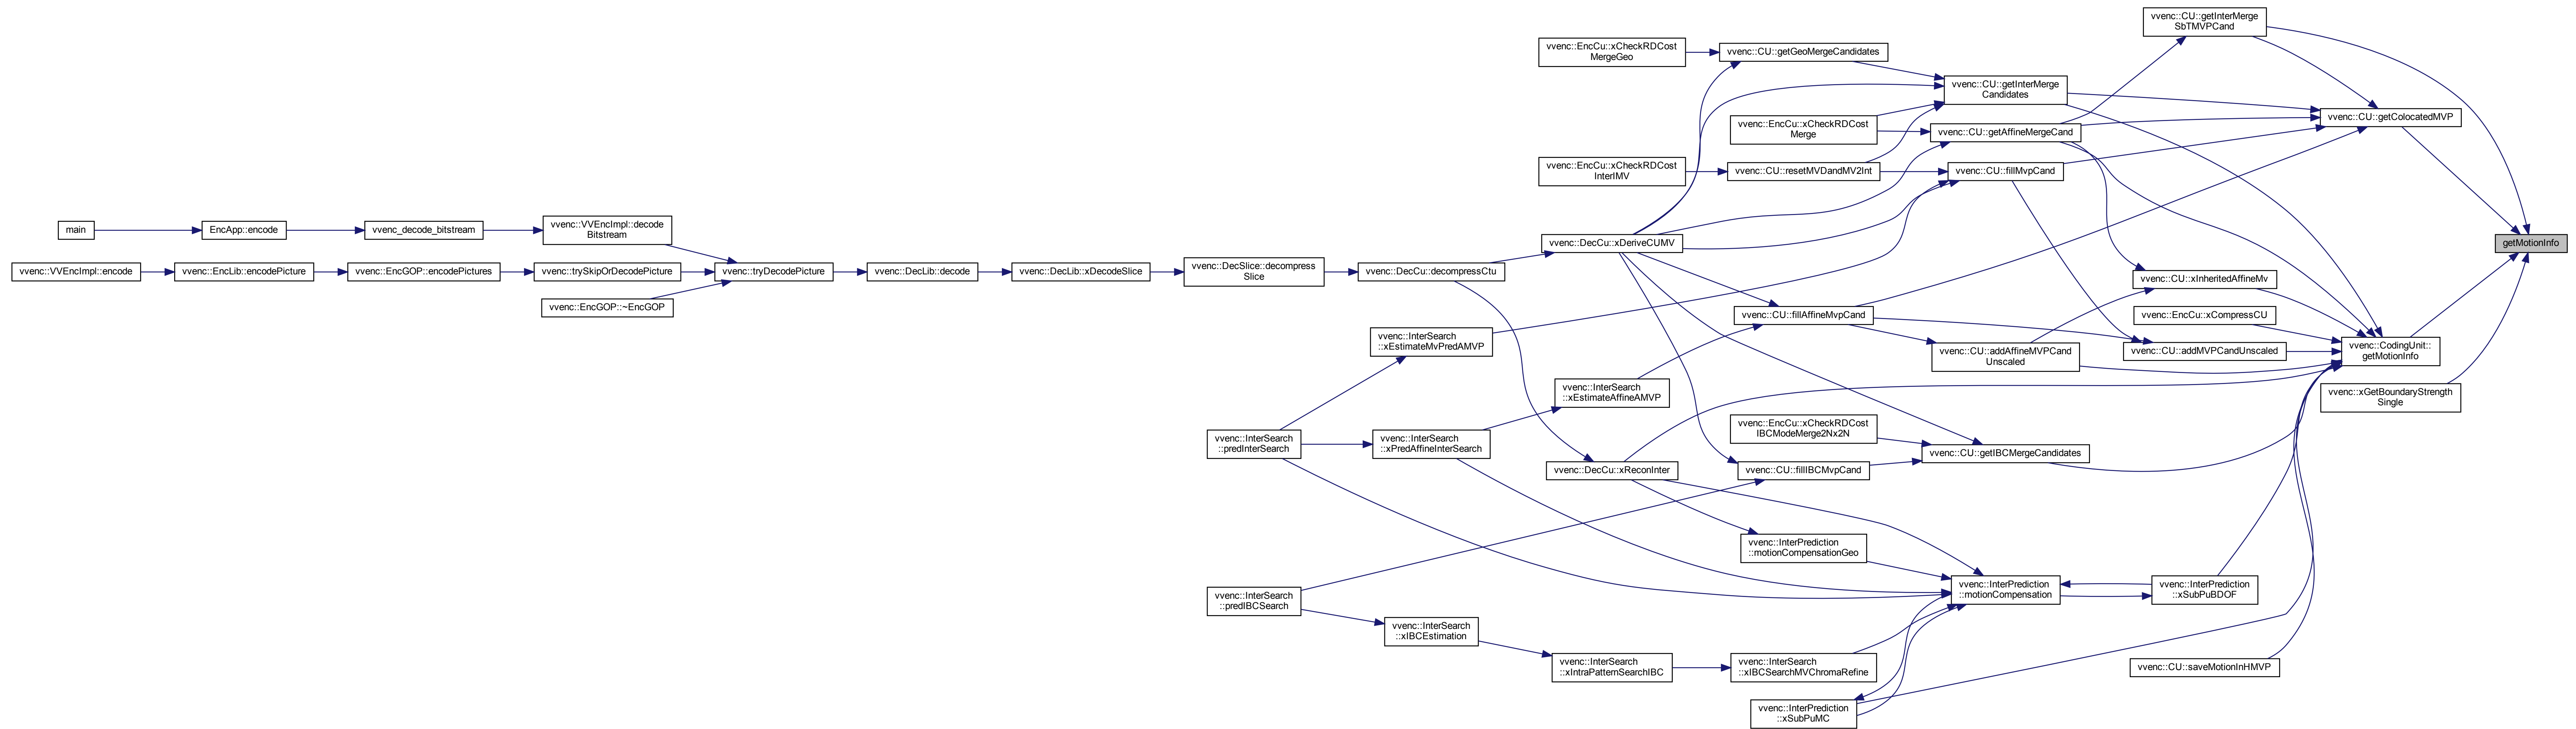 main
EncApp::encode
vvenc_decode_bitstream
vvenc::VVEncImpl::decode
Bitstream
vvenc::VVEncImpl::encode
vvenc::EncLib::encodePicture
vvenc::EncGOP::encodePictures
vvenc::trySkipOrDecodePicture
vvenc::EncGOP::~EncGOP
vvenc::tryDecodePicture
vvenc::DecLib::decode
vvenc::DecLib::xDecodeSlice
vvenc::DecSlice::decompress
Slice
vvenc::DecCu::decompressCtu
vvenc::InterSearch
::predInterSearch
vvenc::InterSearch
::predIBCSearch
vvenc::InterSearch
::xEstimateMvPredAMVP
vvenc::InterSearch
::xPredAffineInterSearch
vvenc::InterSearch
::xIBCEstimation
vvenc::EncCu::xCheckRDCost
MergeGeo
vvenc::EncCu::xCheckRDCost
InterIMV
vvenc::DecCu::xDeriveCUMV
vvenc::InterSearch
::xEstimateAffineAMVP
vvenc::DecCu::xReconInter
vvenc::InterSearch
::xIntraPatternSearchIBC
vvenc::CU::getGeoMergeCandidates
vvenc::EncCu::xCheckRDCost
Merge
vvenc::CU::resetMVDandMV2Int
vvenc::CU::fillAffineMvpCand
vvenc::EncCu::xCheckRDCost
IBCModeMerge2Nx2N
vvenc::CU::fillIBCMvpCand
vvenc::InterPrediction
::motionCompensationGeo
vvenc::InterSearch
::xIBCSearchMVChromaRefine
vvenc::InterPrediction
::xSubPuMC
vvenc::CU::getInterMerge
Candidates
vvenc::CU::getAffineMergeCand
vvenc::CU::fillMvpCand
vvenc::CU::addAffineMVPCand
Unscaled
vvenc::CU::getIBCMergeCandidates
vvenc::InterPrediction
::motionCompensation
vvenc::CU::getInterMerge
SbTMVPCand
vvenc::CU::xInheritedAffineMv
vvenc::EncCu::xCompressCU
vvenc::CU::addMVPCandUnscaled
vvenc::InterPrediction
::xSubPuBDOF
vvenc::CU::saveMotionInHMVP
vvenc::CU::getColocatedMVP
vvenc::CodingUnit::
getMotionInfo
vvenc::xGetBoundaryStrength
Single
getMotionInfo